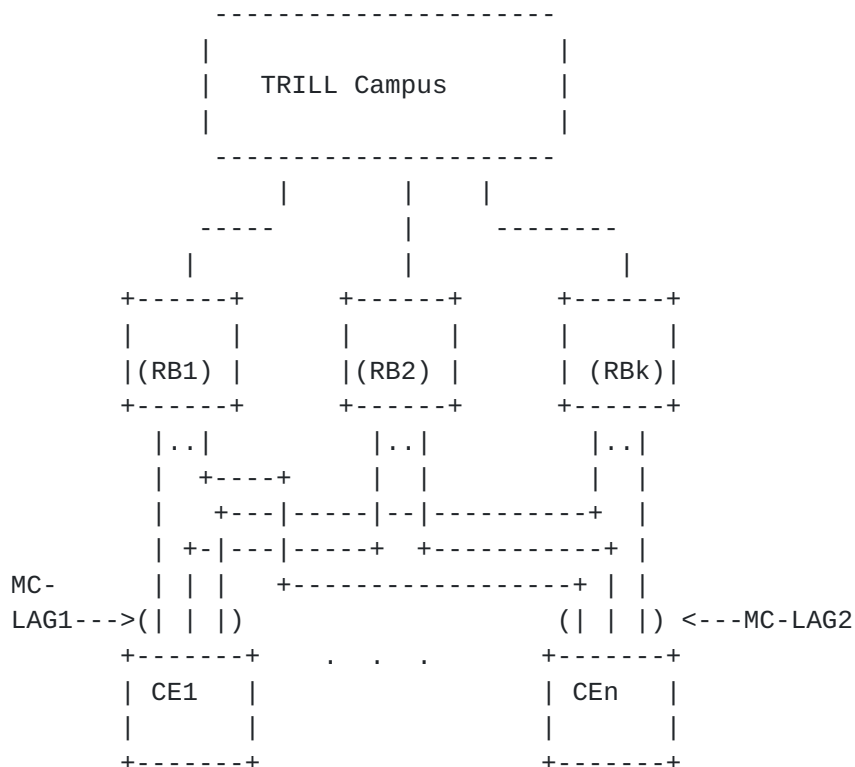 TRILL Campus
(RB1) (RB2) (RBk)
MC-
LAG1--->(| | |) (| | |) <---MC-LAG2
. . .
CE1 CEn